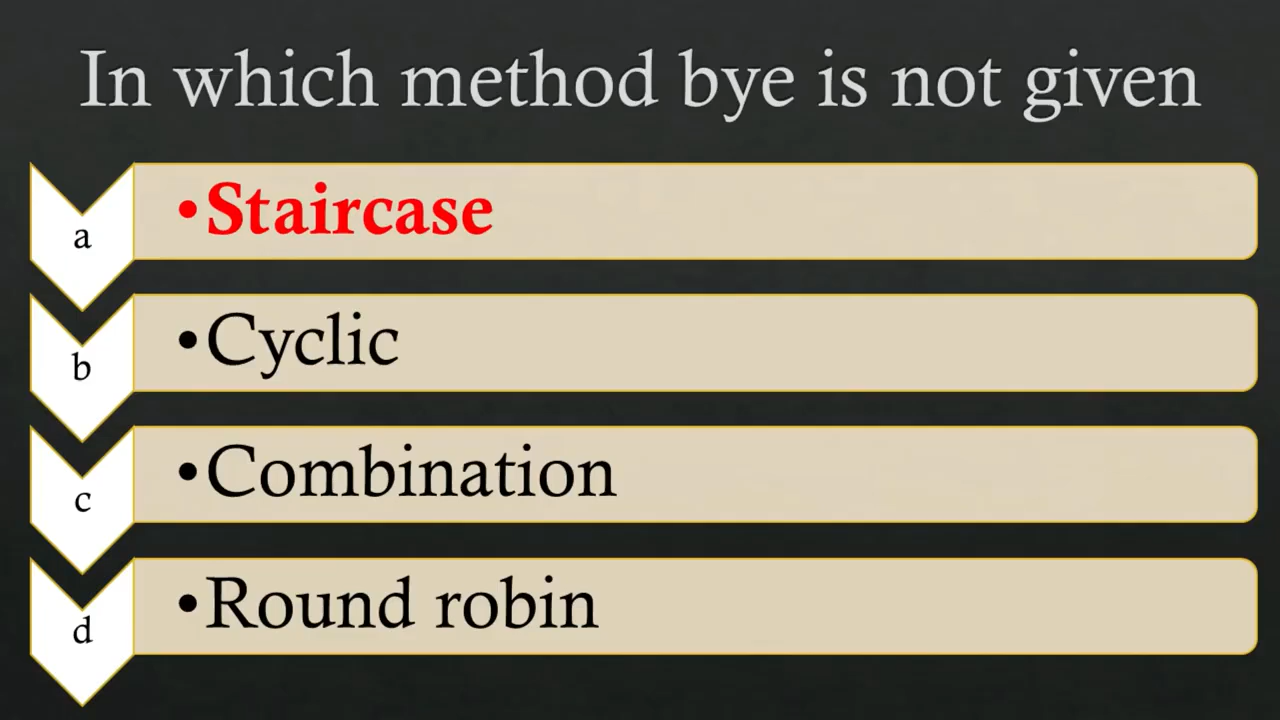 In which method bye is not given
a
•Staircase
b
•Cyclic
c
•Combination
d
•Round robin